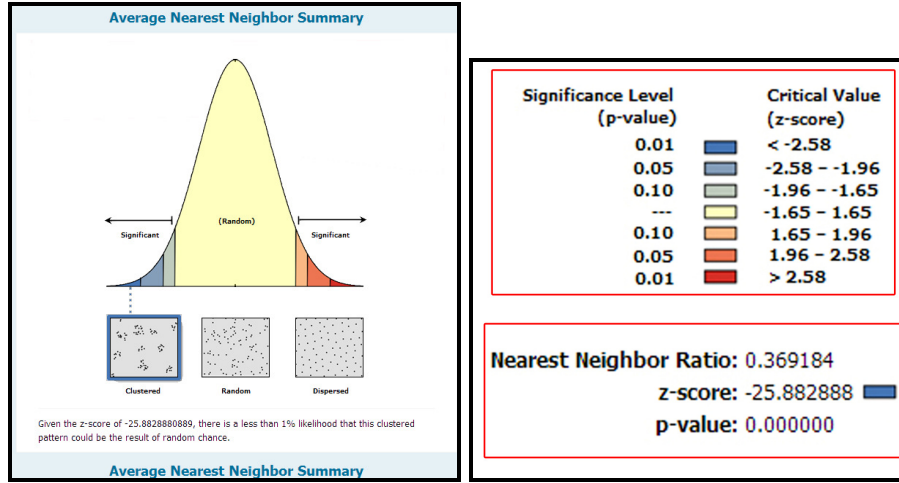 Average Nearest Neighbor Summary
(Random)
Significant
Significant
Clustered
Random
Dispersed
Given the z-score of -25.8828880889, there is a less than 1% likelihood that this clustered
pattern could be the result of random chance.
Average Nearest Neighbor Summary
Significance Level Critical Value
(p-value) (z-score)
0.01 < -2.58
0.05 -2.58 – -1.96
0.10 -1.96 – -1.65
--- -1.65 – 1.65
0.10 1.65 – 1.96
0.05 1.96 – 2.58
0.01 > 2.58
Nearest Neighbor Ratio: 0.369184
z-score: -25.882888
p-value: 0.000000